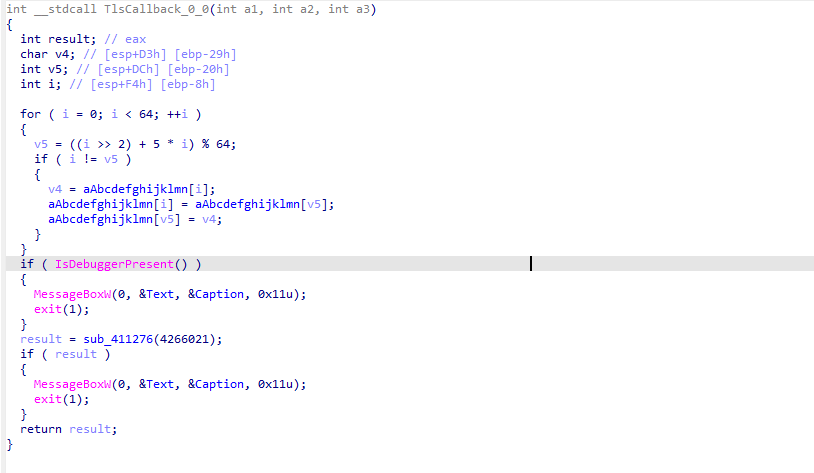 int __stdcall TlsCallback_0_0(int a1, int a2, int a3)
{
  int result; // eax
  char v4; // [esp+D3h] [ebp-29h]
  int v5; // [esp+DCh] [ebp-20h]
  int i; // [esp+F4h] [ebp-8h]

  for ( i = 0; i < 64; ++i )
  {
    v5 = ((i >> 2) + 5 * i) % 64;
    if ( i != v5 )
    {
      v4 = aAbcdefghijklmn[i];
      aAbcdefghijklmn[i] = aAbcdefghijklmn[v5];
      aAbcdefghijklmn[v5] = v4;
    }
  }
  if ( IsDebuggerPresent() )
  {
    MessageBoxW(0, &Text, &Caption, 0x11u);
    exit(1);
  }
  result = sub_411276(4266021);
  if ( result )
  {
    MessageBoxW(0, &Text, &Caption, 0x11u);
    exit(1);
  }
  return result;
}